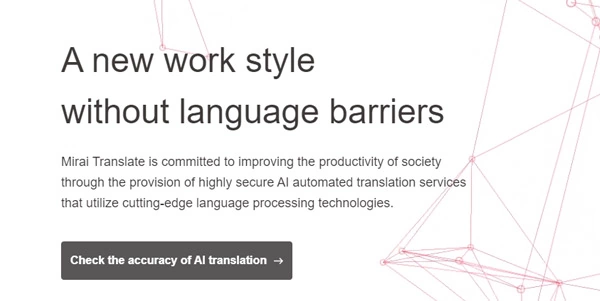 A new work style
without language barriers
Mirai Translate is committed to improving the productivity of society
through the provision of highly secure AI automated translation services
that utilize cutting-edge language processing technologies.
Check the accuracy of AI translation →